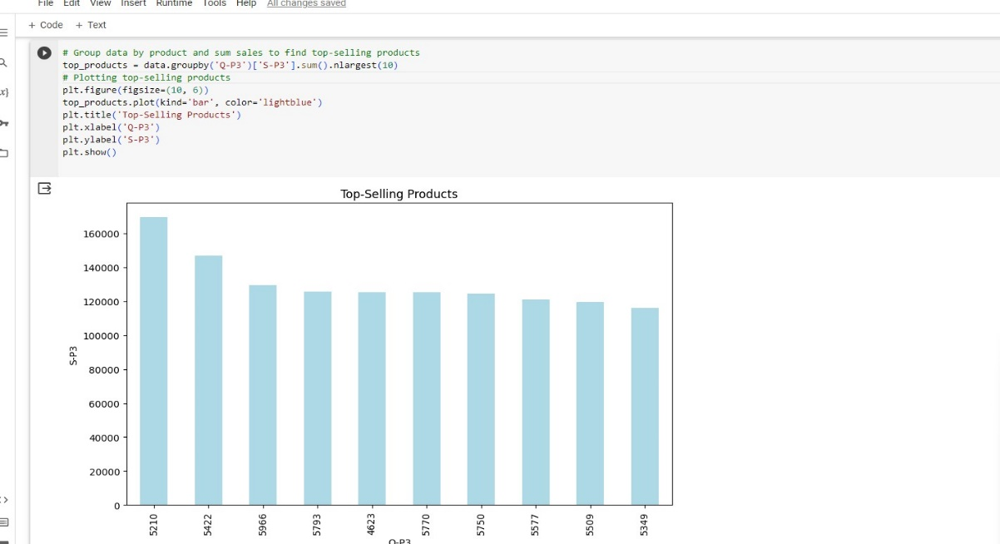 File Edit View Insert Runtime Tools Help All changes saved
+ Code + Text
# Group data by product and sum sales to find top-selling products
top_products = data.groupby('Q-P3')['S-P3'].sum().nlargest(10)
# Plotting top-selling products
plt.figure(figsize=(10, 6))
top_products.plot(kind='bar', color='lightblue')
plt.title('Top-Selling Products')
plt.xlabel('Q-P3')
plt.ylabel('S-P3')
plt.show()
Top-Selling Products
160000
140000
120000
100000
80000
60000
40000
20000
0
S-P3
5210 5422 5966 5793 4623 5770 5750 5577 5509 5349
Q-P3